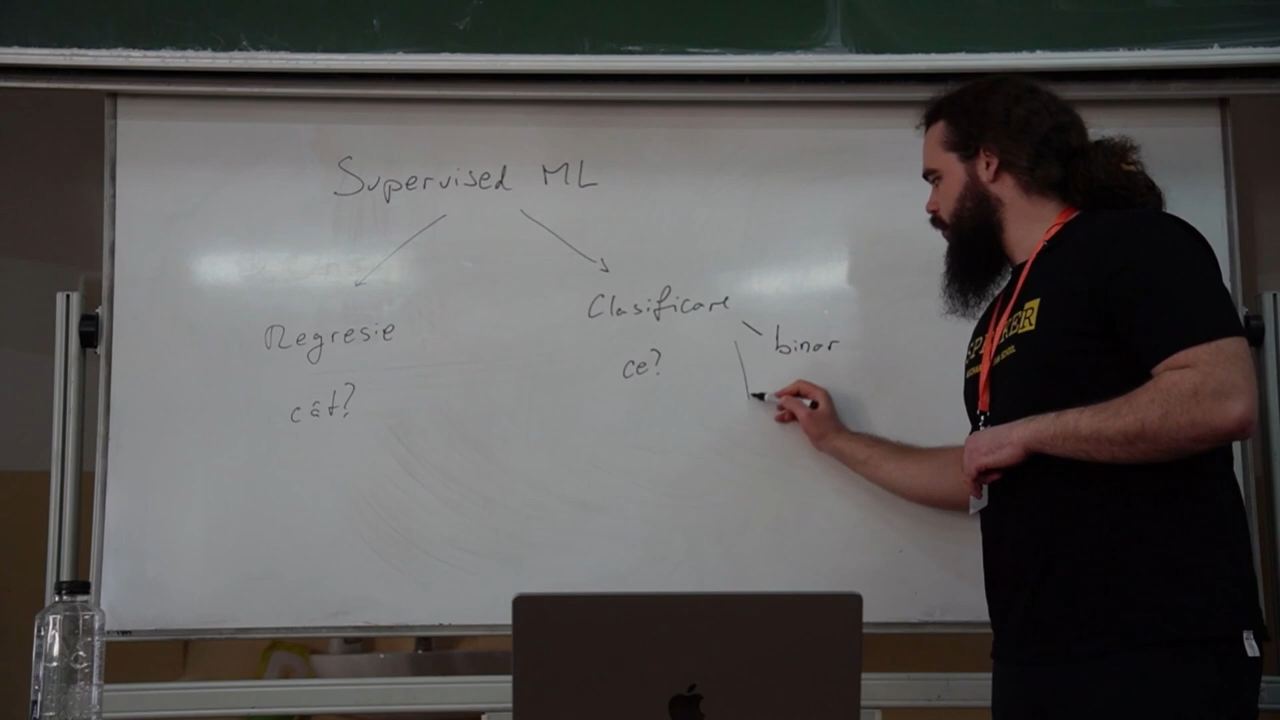 Supervised ML
Regresie
cât?
Clasificare
ce?
binar